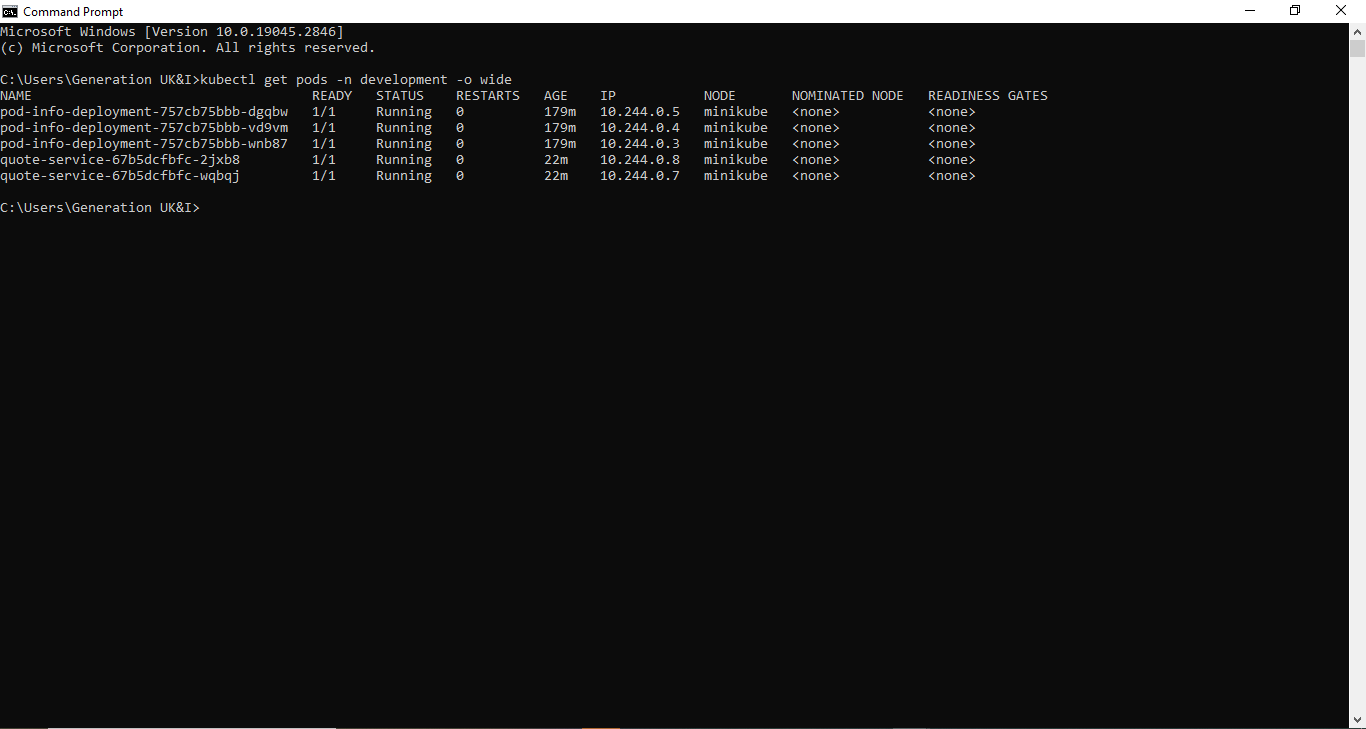 Command Prompt
Microsoft Windows [Version 10.0.19045.2846]
(c) Microsoft Corporation. All rights reserved.
C:\Users\Generation UK&I>kubectl get pods -n development -o wide
NAME READY STATUS RESTARTS AGE IP NODE NOMINATED NODE READINESS GATES
pod-info-deployment-757cb75bbb-dgqbw 1/1 Running 0 179m 10.244.0.5 minikube <none> <none>
pod-info-deployment-757cb75bbb-vd9vm 1/1 Running 0 179m 10.244.0.4 minikube <none> <none>
pod-info-deployment-757cb75bbb-wnb87 1/1 Running 0 179m 10.244.0.3 minikube <none> <none>
quote-service-67b5dcfbfc-2jxb8 1/1 Running 0 22m 10.244.0.8 minikube <none> <none>
quote-service-67b5dcfbfc-wqbqj 1/1 Running 0 22m 10.244.0.7 minikube <none> <none>
C:\Users\Generation UK&I>